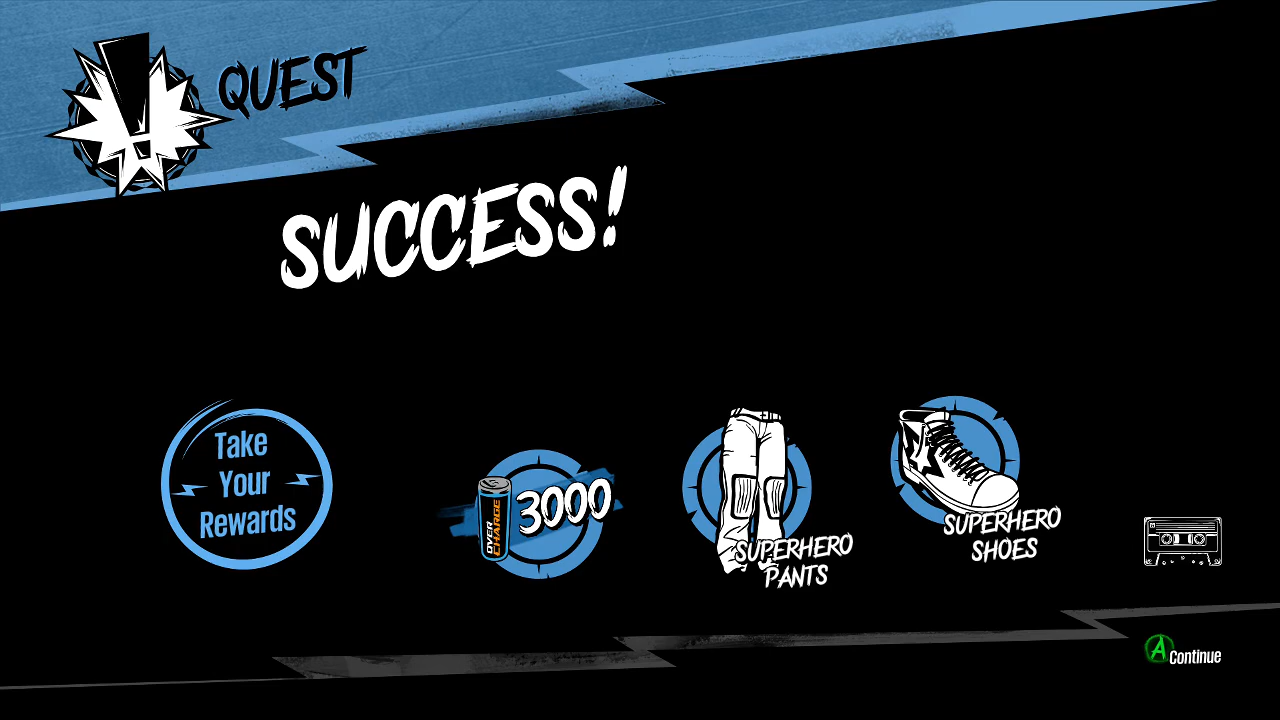 QUEST
SUCCESS!
Take
Your
Rewards
OVER
CHARGE
3000
SUPERHERO
PANTS
SUPERHERO
SHOES
A Continue